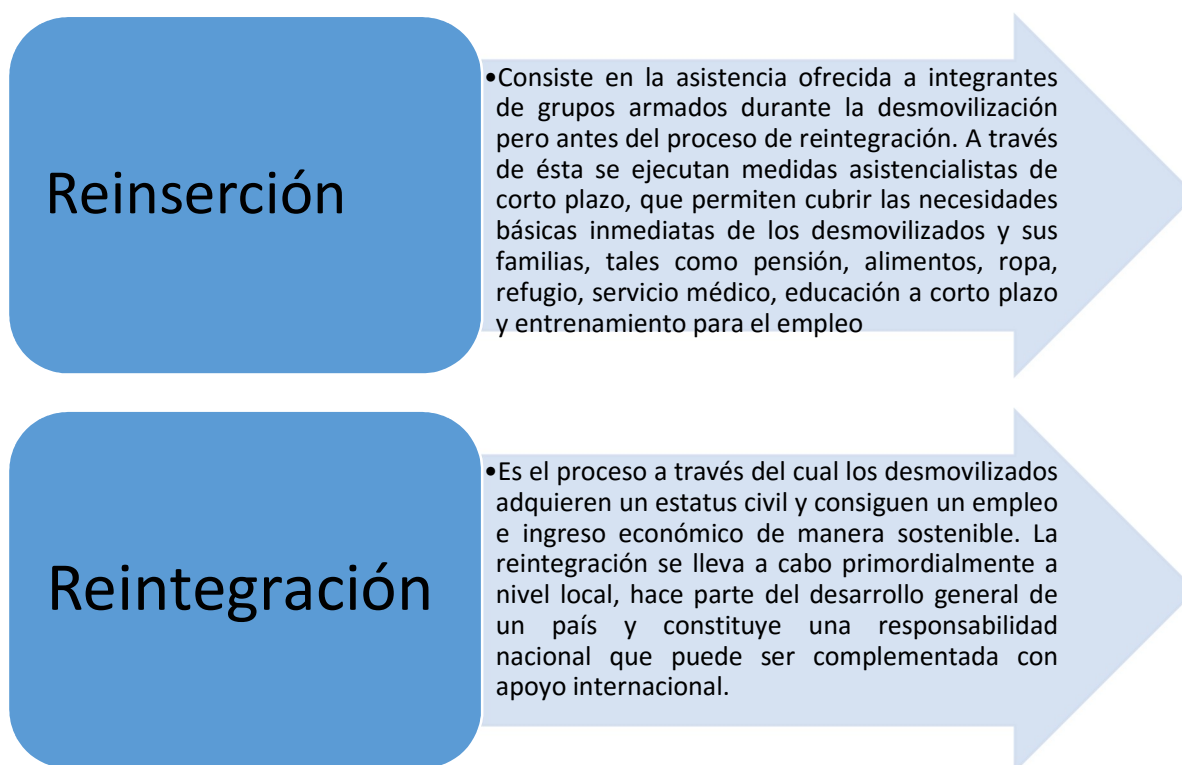 Reinserción
•Consiste en la asistencia ofrecida a integrantes
de grupos armados durante la desmovilización
pero antes del proceso de reintegración. A través
de ésta se ejecutan medidas asistencialistas de
corto plazo, que permiten cubrir las necesidades
básicas inmediatas de los desmovilizados y sus
familias, tales como pensión, alimentos, ropa,
refugio, servicio médico, educación a corto plazo
y entrenamiento para el empleo
Reintegración
•Es el proceso a través del cual los desmovilizados
adquieren un estatus civil y consiguen un empleo
e ingreso económico de manera sostenible. La
reintegración se lleva a cabo primordialmente a
nivel local, hace parte del desarrollo general de
un país y constituye una responsabilidad
nacional que puede ser complementada con
apoyo internacional.